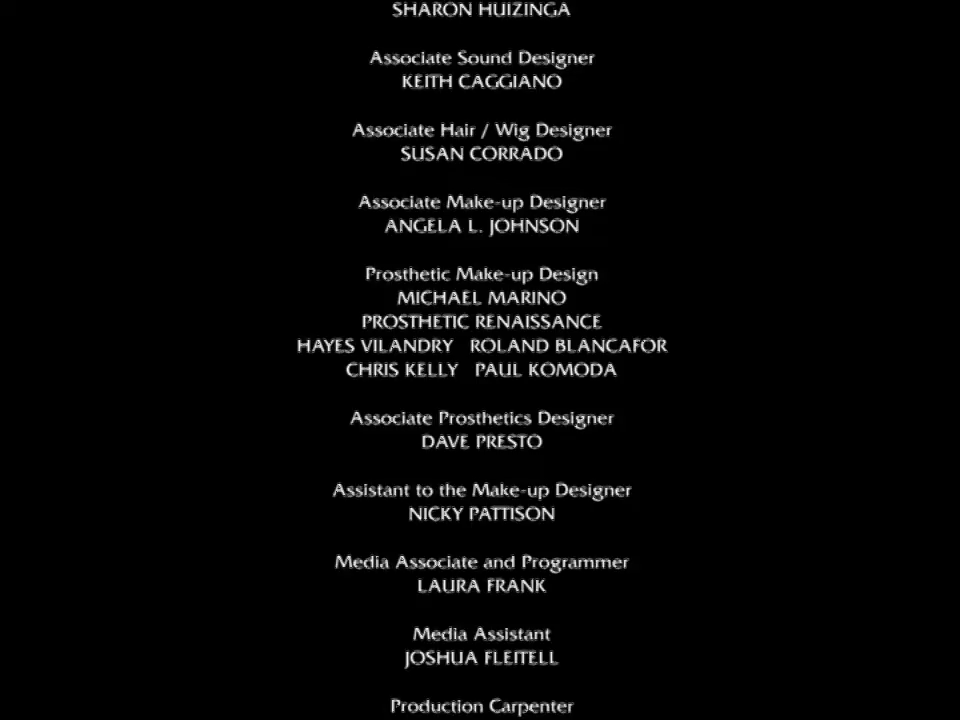 SHARON HUIZINGA
Associate Sound Designer
KEITH CAGGIANO
Associate Hair / Wig Designer
SUSAN CORRADO
Associate Make-up Designer
ANGELA L. JOHNSON
Prosthetic Make-up Design
MICHAEL MARINO
PROSTHETIC RENAISSANCE
HAYES VILANDRY ROLAND BLANCAFOR
CHRIS KELLY PAUL KOMODA
Associate Prosthetics Designer
DAVE PRESTO
Assistant to the Make-up Designer
NICKY PATTISON
Media Associate and Programmer
LAURA FRANK
Media Assistant
JOSHUA FLEITELL
Production Carpenter